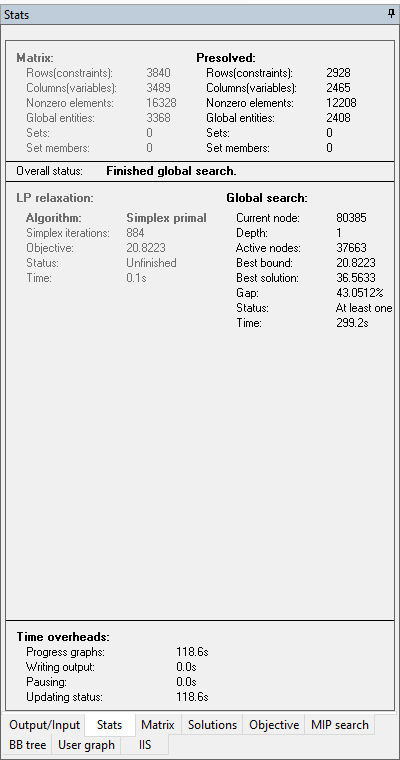 Stats
Matrix: Presolved:
Rows(constraints): 3840 Rows(constraints): 2928
Columns(variables): 3489 Columns(variables): 2465
Nonzero elements: 16328 Nonzero elements: 12208
Global entities: 3368 Global entities: 2408
Sets: 0 Sets: 0
Set members: 0 Set members: 0
Overall status: Finished global search.
LP relaxation: Global search:
Algorithm: Simplex primal Current node: 80385
Simplex iterations: 884 Depth: 1
Objective: 20.8223 Active nodes: 37663
Status: Unfinished Best bound: 20.8223
Time: 0.1s Best solution: 36.5633
Gap: 43.0512%
Status: At least one
Time: 299.2s
Time overheads:
Progress graphs: 118.6s
Writing output: 0.0s
Pausing: 0.0s
Updating status: 118.6s
Output/Input Stats Matrix Solutions Objective MIP search
BB tree User graph IIS